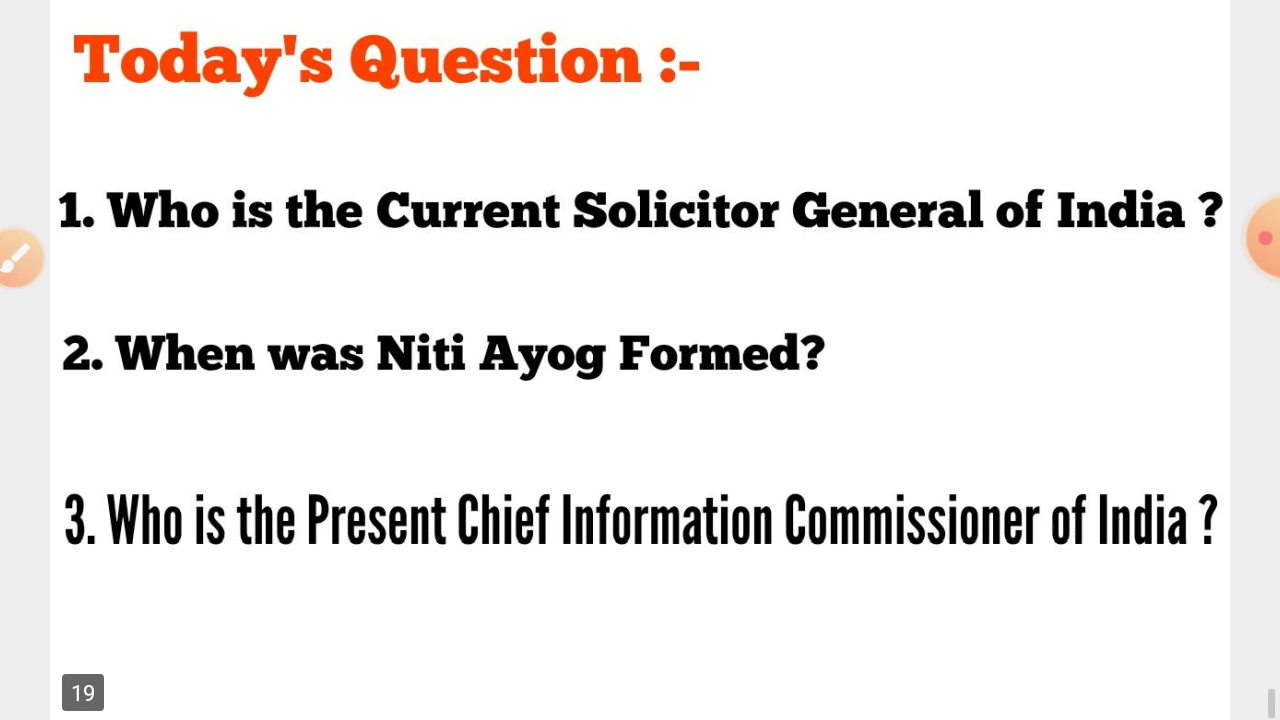 Today's Question :-
1. Who is the Current Solicitor General of India ?
2. When was Niti Ayog Formed?
3. Who is the Present Chief Information Commissioner of India ?
19